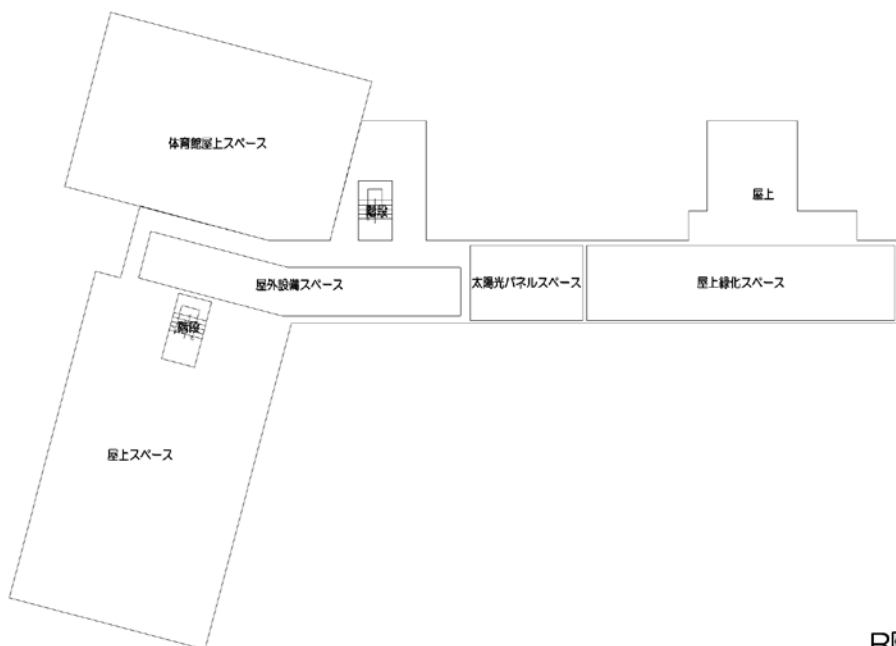 体育館屋上スペース
階段
屋上
屋外設備スペース
太陽光パネルスペース
屋上緑化スペース
階段
屋上スペース